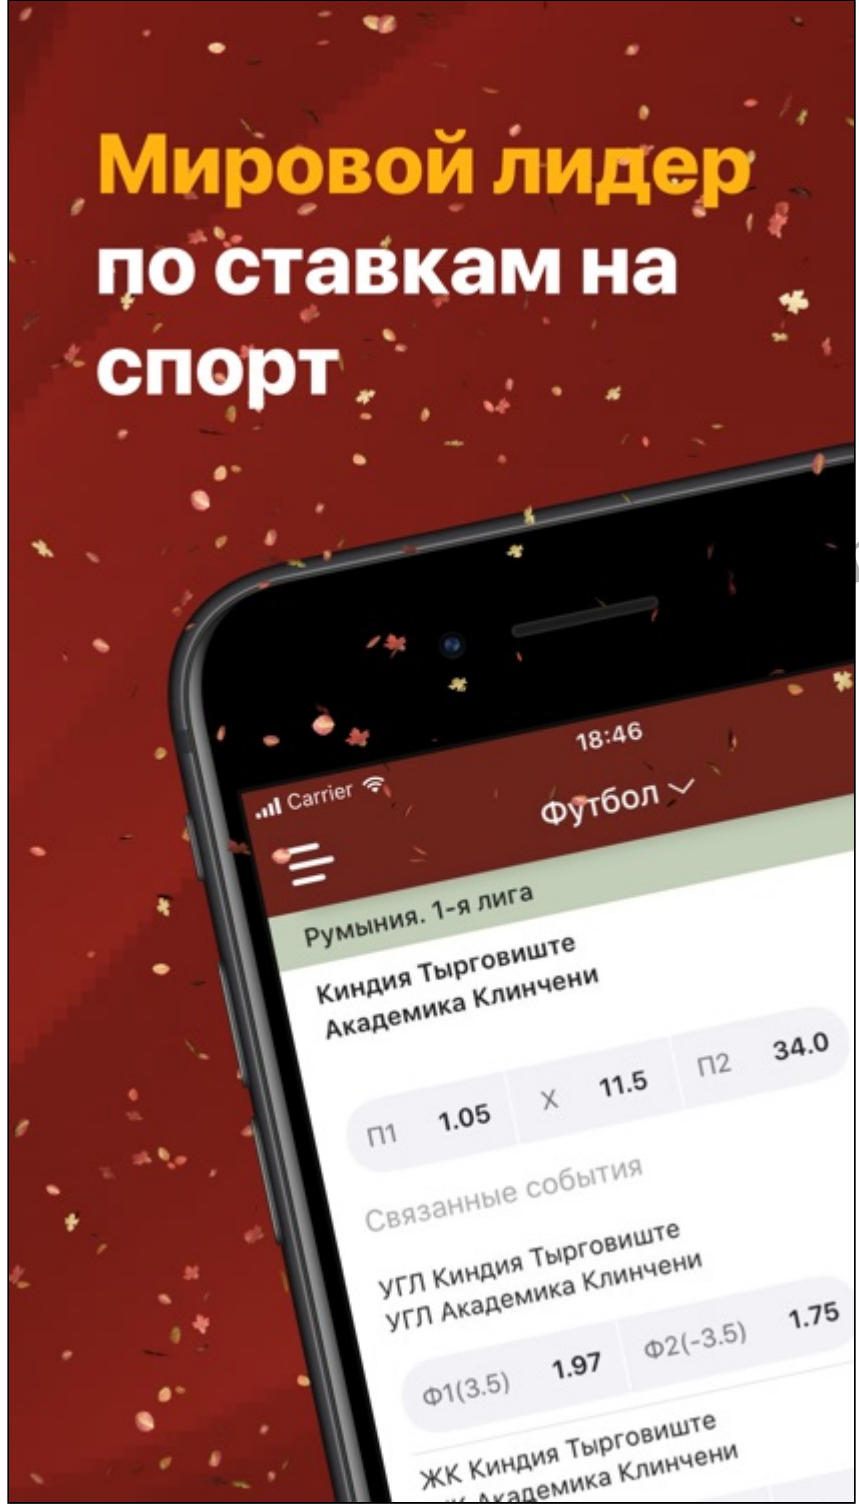 Мировой лидер
по ставкам на
спорт
18:46
Carrier
Футбол
Румыния. 1-я лига
Киндия Тырговиште
Академика Клинчени
П1 1.05 X 11.5 П2 34.0
Связанные события
УГЛ Киндия Тырговиште
УГЛ Академика Клинчени
Ф1(3.5) 1.97 Ф2(-3.5) 1.75
ЖК Киндия Тырговиште
Академика Клинчени